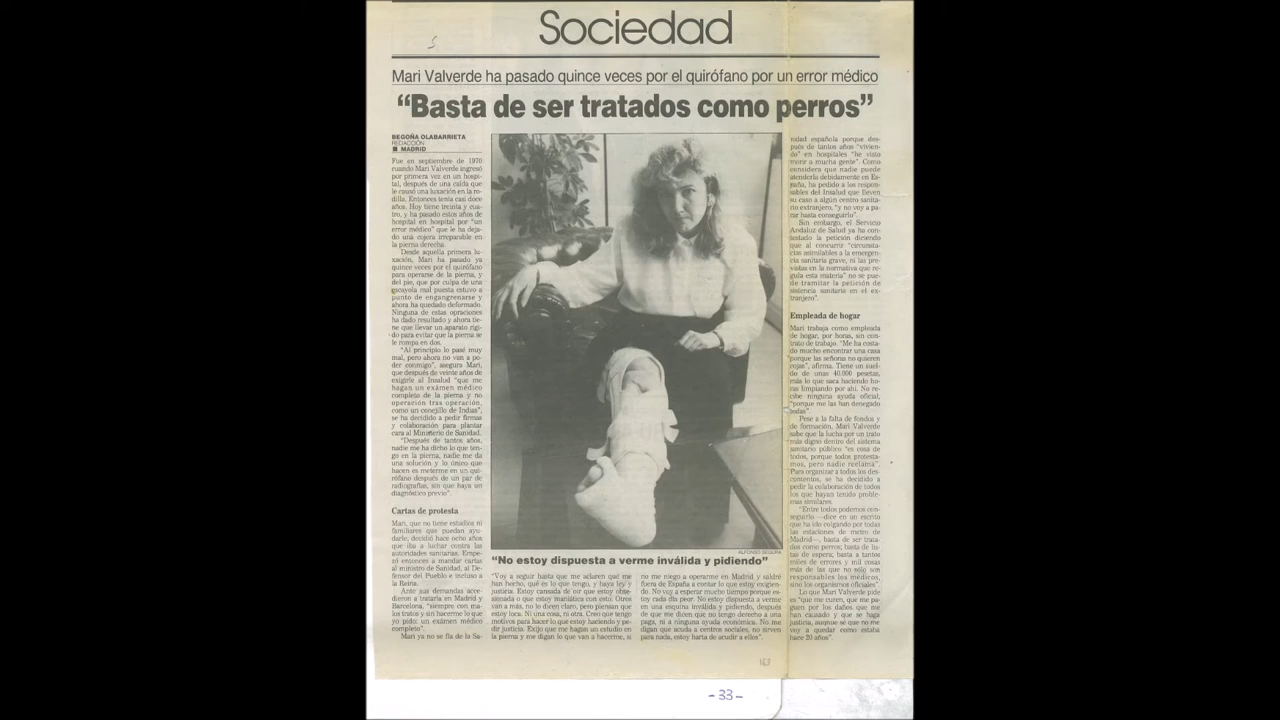 5
Sociedad
Mari Valverde ha pasado quince veces por el quirófano por un error médico
“Basta de ser tratados como perros”
BEGOÑA OLABARRIETA
REDACCIÓN
■ MADRID
Fue en septiembre de 1970
cuando Mari Valverde ingresó
por primera vez en un hospi-
tal, después de una caída que
le causó una luxación en la ro-
dilla. Entonces tenía casi doce
años. Hoy tiene treinta y cua-
tro, y ha pasado estos años de
hospital en hospital por “un
error médico” que le ha deja-
do una cojera irreparable en
la pierna derecha.
Desde aquella primera lu-
xación, Mari ha pasado ya
quince veces por el quirófano
para operarse de la pierna, y
del pie, que por culpa de una
escayola mal puesta estuvo a
punto de engangrenarse y
ahora ha quedado deformado.
Ninguna de estas opraciones
ha dado resultado y ahora tie-
ne que llevar un aparato rígi-
do para evitar que la pierna se
le rompa en dos.
“Al principio lo pasé muy
mal, pero ahora no van a po-
der conmigo”, asegura Mari,
que después de veinte años de
exigirle al Insalud “que me
hagan un exámen médico
completo de la pierna y no
operación tras operación,
como un conejillo de Indias”,
se ha decidido a pedir firmas
y colaboración para plantar
cara al Ministerio de Sanidad.
“Después de tantos años,
nadie me ha dicho lo que ten-
go en la pierna, nadie me da
una solución y lo único que
hacen es meterme en un qui-
rófano después de un par de
radiografías, sin que haya un
diagnóstico previo”.
Cartas de protesta
Mari, que no tiene estudios ni
familiares que puedan ayu-
darle, decidió hace ocho años
que iba a luchar contra las
autoridades sanitarias. Empe-
zó entonces a mandar cartas
al ministro de Sanidad, al De-
fensor del Pueblo e incluso a
la Reina.
Ante sus demandas acce-
dieron a tratarla en Madrid y
Barcelona, “siempre con ma-
los tratos y sin hacerme lo que
yo pido: un exámen médico
completo”.
Mari ya no se fía de la Sa-
ALFONSO SEGURA
“No estoy dispuesta a verme inválida y pidiendo”
“Voy a seguir hasta que me aclaren qué me
han hecho, qué es lo que tengo, y haya ley y
justicia. Estoy cansada de oir que estoy obse-
sionada o que estoy maniática con esto. Otros
van a más, no lo dicen claro, pero piensan que
estoy loca. Ni una cosa, ni otra. Creo que tengo
motivos para hacer lo que estoy haciendo y pe-
dir justicia. Exijo que me hagan un estudio en
la pierna y me digan lo que van a hacerme, si
no me niego a operarme en Madrid y saldré
fuera de España a contar lo que estoy exigien-
do. No voy a esperar mucho tiempo porque es-
toy cada día peor. No estoy dispuesta a verme
en una esquina inválida y pidiendo, después
de que me dicen que no tengo derecho a una
paga, ni a ninguna ayuda económica. No me
digan que acuda a centros sociales, no sirven
para nada, estoy harta de acudir a ellos”.
nidad española porque des-
pués de tantos años “vivien-
do” en hospitales “he visto
morir a mucha gente”. Como
considera que nadie puede
atenderla debidamente en Es-
paña, ha pedido a los respon-
sables del Insalud que lleven
su caso a algún centro sanita-
rio extranjero, “y no voy a pa-
rar hasta conseguirlo”.
Sin embargo, el Servicio
Andaluz de Salud ya ha con-
testado la petición diciendo
que al concurrir “circunsta-
cias asimilables a la emergen-
cia sanitaria grave, ni las pre-
vistas en la normativa que re-
gula esta materia” no se pue-
de tramitar la petición de
sistencia sanitaria en el ex-
tranjero”.
Empleada de hogar
Mari trabaja como empleada
de hogar, por horas, sin con-
trato de trabajo. “Me ha costa-
do mucho encontrar una casa
porque las señoras no quieren
cojas”, afirma. Tiene un suel-
do de unas 40.000 pesetas,
más lo que saca haciendo ho-
ras limpiando por ahí. No re-
cibe ninguna ayuda oficial,
“porque me las han denegado
todas”.
Pese a la falta de fondos y
de formación, Mari Valverde
sabe que la lucha por un trato
más digno dentro del sistema
sanitario público “es cosa de
todos, porque todos protesta-
mos, pero nadie reclama”.
Para organizar a todos los des-
contentos, se ha decidido a
pedir la colaboración de todos
los que hayan tenido proble-
mas similares.
“Entre todos podemos con-
seguirlo —dice en un escrito
que ha ido colgando por todas
las estaciones de metro de
Madrid—, basta de ser trata-
dos como perros; basta de lis-
tas de espera; basta a tantos
miles de errores y mil cosas
más de las que no sólo son
responsables los médicos,
sino los organismos oficiales”.
Lo que Mari Valverde pide
es “que me curen, que me pa-
guen por los daños que me
han causado y que se haga
justicia, aunque sé que no me
voy a quedar como estaba
hace 20 años”.
163
- 33 -